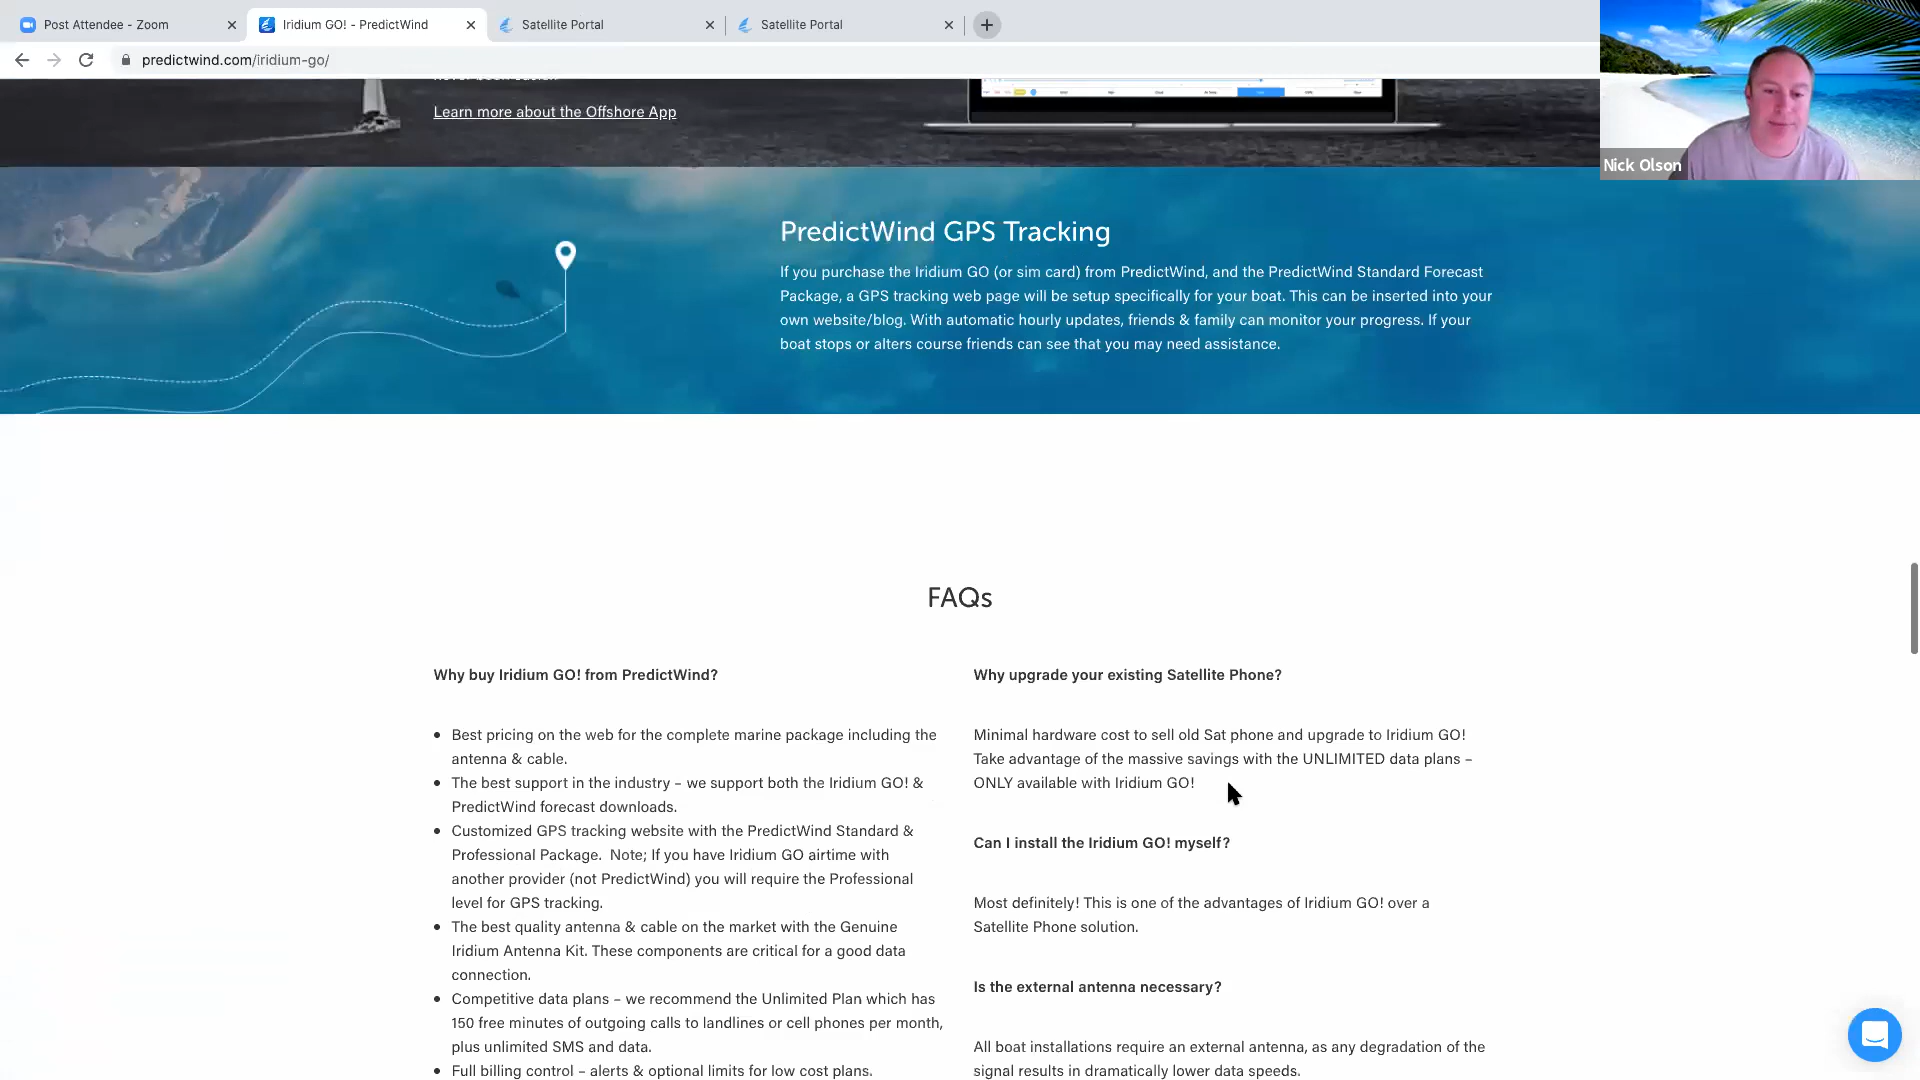 Post Attendee - Zoom
Iridium GO! - PredictWind
Satellite Portal
Satellite Portal
predictwind.com/iridium-go/
Learn more about the Offshore App
Nick Olson
PredictWind GPS Tracking
If you purchase the Iridium GO (or sim card) from PredictWind, and the PredictWind Standard Forecast
Package, a GPS tracking web page will be setup specifically for your boat. This can be inserted into your
own website/blog. With automatic hourly updates, friends & family can monitor your progress. If your
boat stops or alters course friends can see that you may need assistance.
FAQs
Why buy Iridium GO! from PredictWind?
• Best pricing on the web for the complete marine package including the
antenna & cable.
• The best support in the industry – we support both the Iridium GO! &
PredictWind forecast downloads.
• Customized GPS tracking website with the PredictWind Standard &
Professional Package. Note; If you have Iridium GO airtime with
another provider (not PredictWind) you will require the Professional
level for GPS tracking.
• The best quality antenna & cable on the market with the Genuine
Iridium Antenna Kit. These components are critical for a good data
connection.
• Competitive data plans – we recommend the Unlimited Plan which has
150 free minutes of outgoing calls to landlines or cell phones per month,
plus unlimited SMS and data.
• Full billing control – alerts & optional limits for low cost plans.
Why upgrade your existing Satellite Phone?
Minimal hardware cost to sell old Sat phone and upgrade to Iridium GO!
Take advantage of the massive savings with the UNLIMITED data plans –
ONLY available with Iridium GO!
Can I install the Iridium GO! myself?
Most definitely! This is one of the advantages of Iridium GO! over a
Satellite Phone solution.
Is the external antenna necessary?
All boat installations require an external antenna, as any degradation of the
signal results in dramatically lower data speeds.